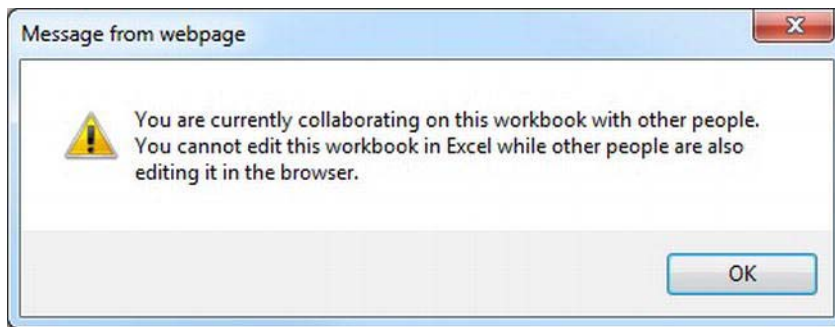 Message from webpage
You are currently collaborating on this workbook with other people.
You cannot edit this workbook in Excel while other people are also
editing it in the browser.
OK